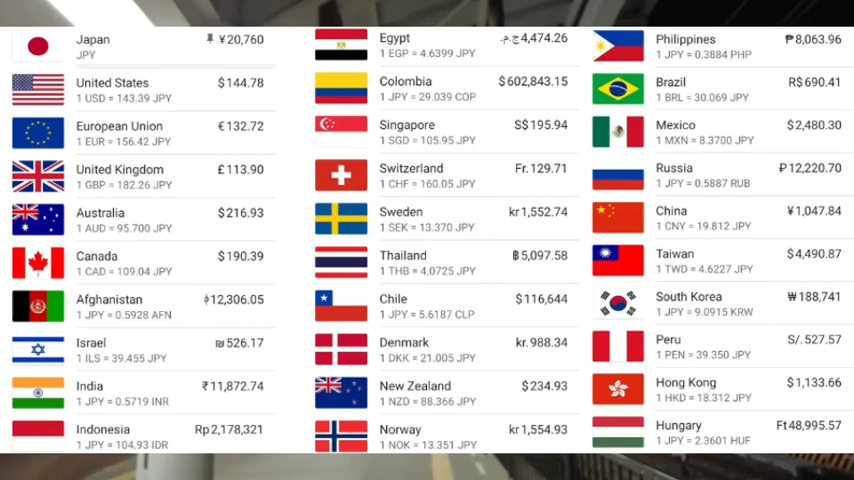 Japan ¥20,760
JPY
United States $144.78
1 USD = 143.39 JPY
European Union €132.72
1 EUR = 156.42 JPY
United Kingdom £113.90
1 GBP = 182.26 JPY
Australia $216.93
1 AUD = 95.700 JPY
Canada $190.39
1 CAD = 109.04 JPY
Afghanistan ؋12,306.05
1 JPY = 0.5928 AFN
Israel ₪526.17
1 ILS = 39.455 JPY
India ₹11,872.74
1 JPY = 0.5719 INR
Indonesia Rp2,178,321
1 JPY = 104.93 IDR
Egypt ج.م.4,474.26
1 EGP = 4.6399 JPY
Colombia $602,843.15
1 JPY = 29.039 COP
Singapore S$195.94
1 SGD = 105.95 JPY
Switzerland Fr.129.71
1 CHF = 160.05 JPY
Sweden kr1,552.74
1 SEK = 13.370 JPY
Thailand ฿5,097.58
1 THB = 4.0725 JPY
Chile $116,644
1 JPY = 5.6187 CLP
Denmark kr.988.34
1 DKK = 21.005 JPY
New Zealand $234.93
1 NZD = 88.366 JPY
Norway kr1,554.93
1 NOK = 13.351 JPY
Philippines ₱8,063.96
1 JPY = 0.3884 PHP
Brazil R$690.41
1 BRL = 30.069 JPY
Mexico $2,480.30
1 MXN = 8.3700 JPY
Russia ₽12,220.70
1 JPY = 0.5887 RUB
China ¥1,047.84
1 CNY = 19.812 JPY
Taiwan $4,490.87
1 TWD = 4.6227 JPY
South Korea ₩188,741
1 JPY = 9.0915 KRW
Peru S/.527.57
1 PEN = 39.350 JPY
Hong Kong $1,133.66
1 HKD = 18.312 JPY
Hungary Ft48,995.57
1 JPY = 2.3601 HUF